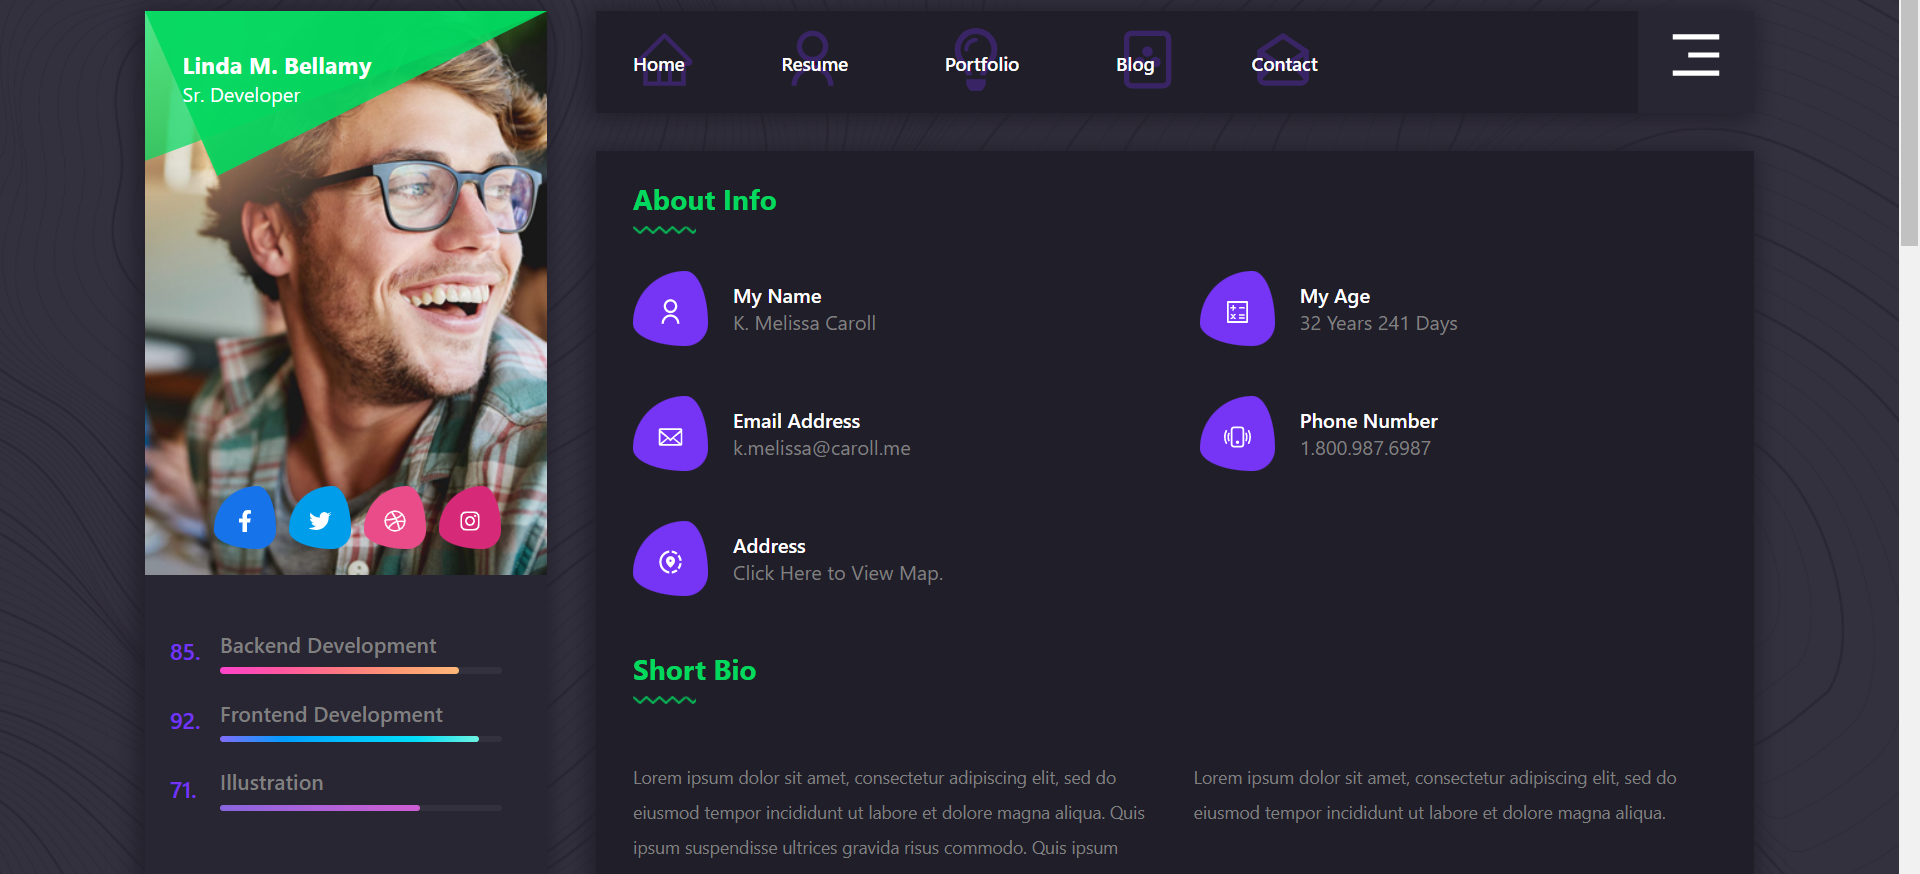 Linda M. Bellamy
Sr. Developer
Home Resume Portfolio Blog Contact
About Info
My Name
K. Melissa Caroll
My Age
32 Years 241 Days
Email Address
k.melissa@caroll.me
Phone Number
1.800.987.6987
Address
Click Here to View Map.
85. Backend Development
92. Frontend Development
71. Illustration
Short Bio
Lorem ipsum dolor sit amet, consectetur adipiscing elit, sed do
eiusmod tempor incididunt ut labore et dolore magna aliqua. Quis
ipsum suspendisse ultrices gravida risus commodo. Quis ipsum
Lorem ipsum dolor sit amet, consectetur adipiscing elit, sed do
eiusmod tempor incididunt ut labore et dolore magna aliqua.